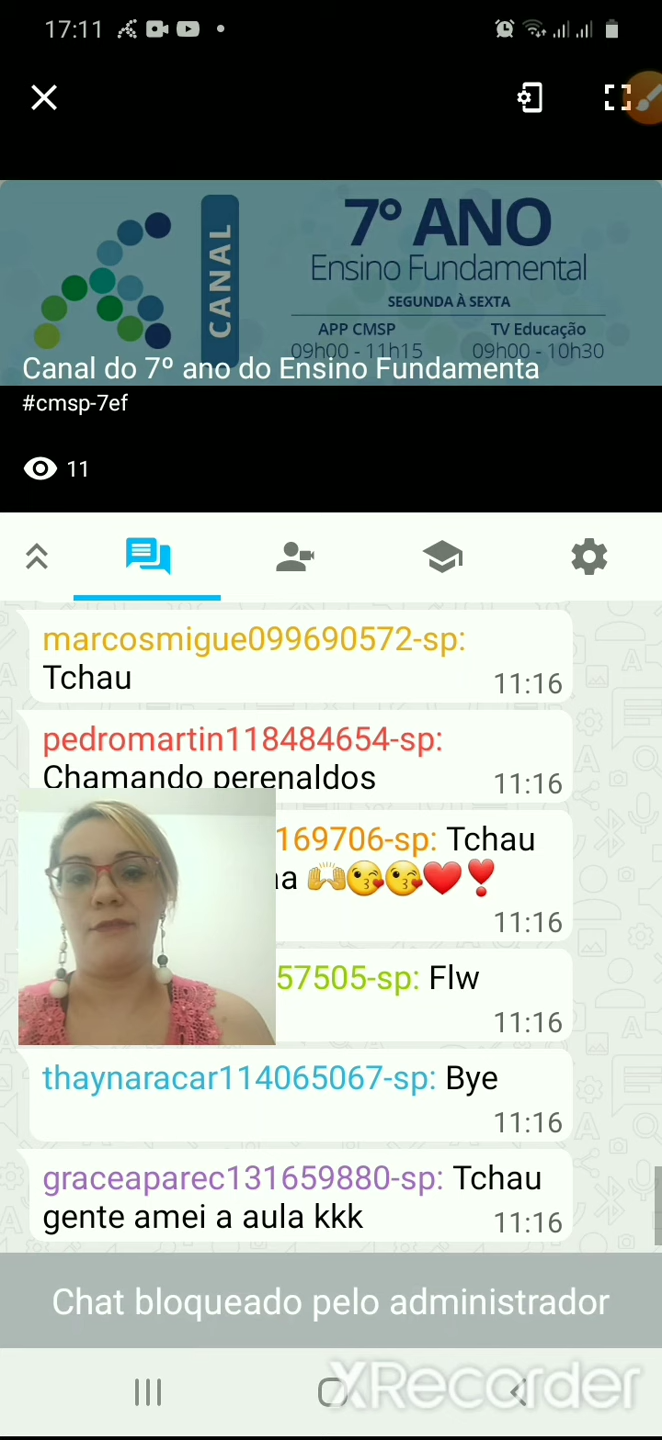 17:11
CANAL
7º ANO
Ensino Fundamental
SEGUNDA À SEXTA
APP CMSP
TV Educação
09h00 - 11h15
09h00 - 10h30
Canal do 7º ano do Ensino Fundamenta
#cmsp-7ef
11
marcosmigue099690572-sp:
Tchau
11:16
pedromartin118484654-sp:
Chamando perenaldos
11:16
169706-sp: Tchau
🙌😘😘❤️❣️
11:16
57505-sp: Flw
11:16
thaynaracar114065067-sp: Bye
11:16
graceaparec131659880-sp: Tchau
gente amei a aula kkk
11:16
Chat bloqueado pelo administrador
XRecorder